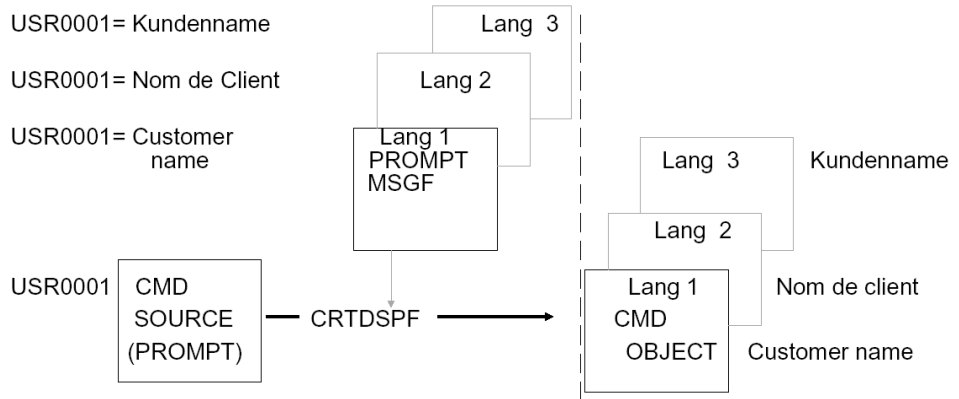 USR0001= Kundenname
Lang 3
USR0001= Nom de Client
Lang 2
USR0001= Customer
name
Lang 1
PROMPT
MSGF
Lang 3
Kundenname
Lang 2
USR0001
CMD
SOURCE
(PROMPT)
CRTDSPF
Lang 1
CMD
OBJECT
Nom de client
Customer name